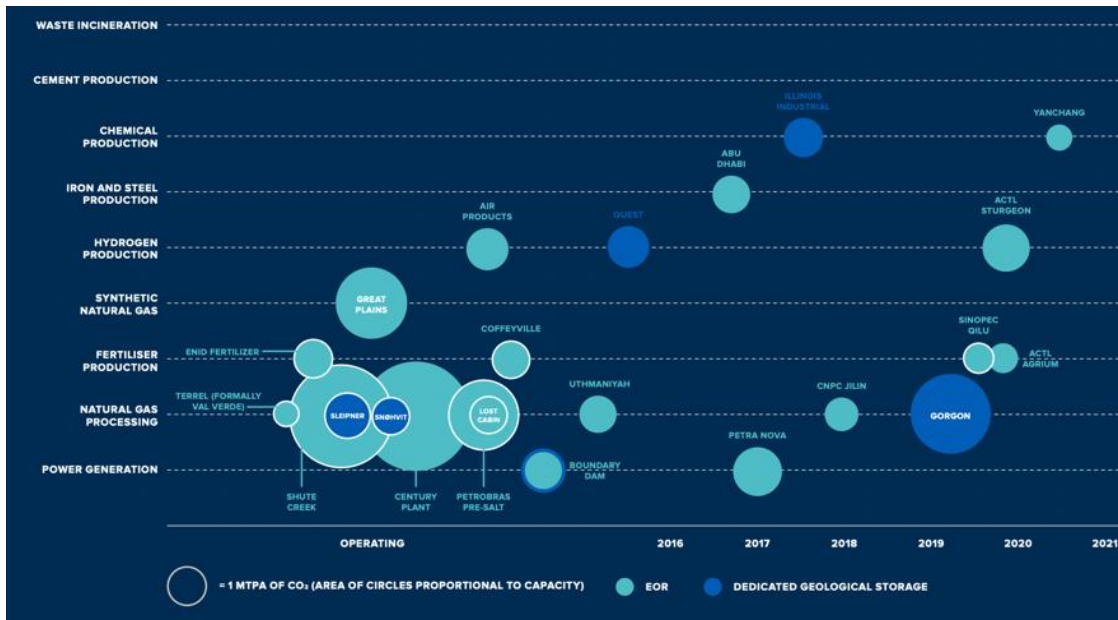 WASTE INCINERATION
CEMENT PRODUCTION
ILLINOIS
INDUSTRIAL
CHEMICAL
PRODUCTION
YANCHANG
ABU
DHABI
IRON AND STEEL
PRODUCTION
AIR
PRODUCTS
QUEST
ACTL
STURGEON
HYDROGEN
PRODUCTION
SYNTHETIC
NATURAL GAS
GREAT
PLAINS
COFFEYVILLE
SINOPEC
QILU
ENID FERTILIZER
FERTILISER
PRODUCTION
ACTL
AGRIUM
UTHMANIYAH
CNPC JILIN
TERREL (FORMALLY
VAL VERDE)
NATURAL GAS
PROCESSING
SLEIPNER
SNØHVIT
LOST
CABIN
GORGON
PETRA NOVA
POWER GENERATION
BOUNDARY
DAM
SHUTE
CREEK
CENTURY
PLANT
PETROBRAS
PRE-SALT
OPERATING
2016
2017
2018
2019
2020
2021
= 1 MTPA OF CO₂ (AREA OF CIRCLES PROPORTIONAL TO CAPACITY)
EOR
DEDICATED GEOLOGICAL STORAGE